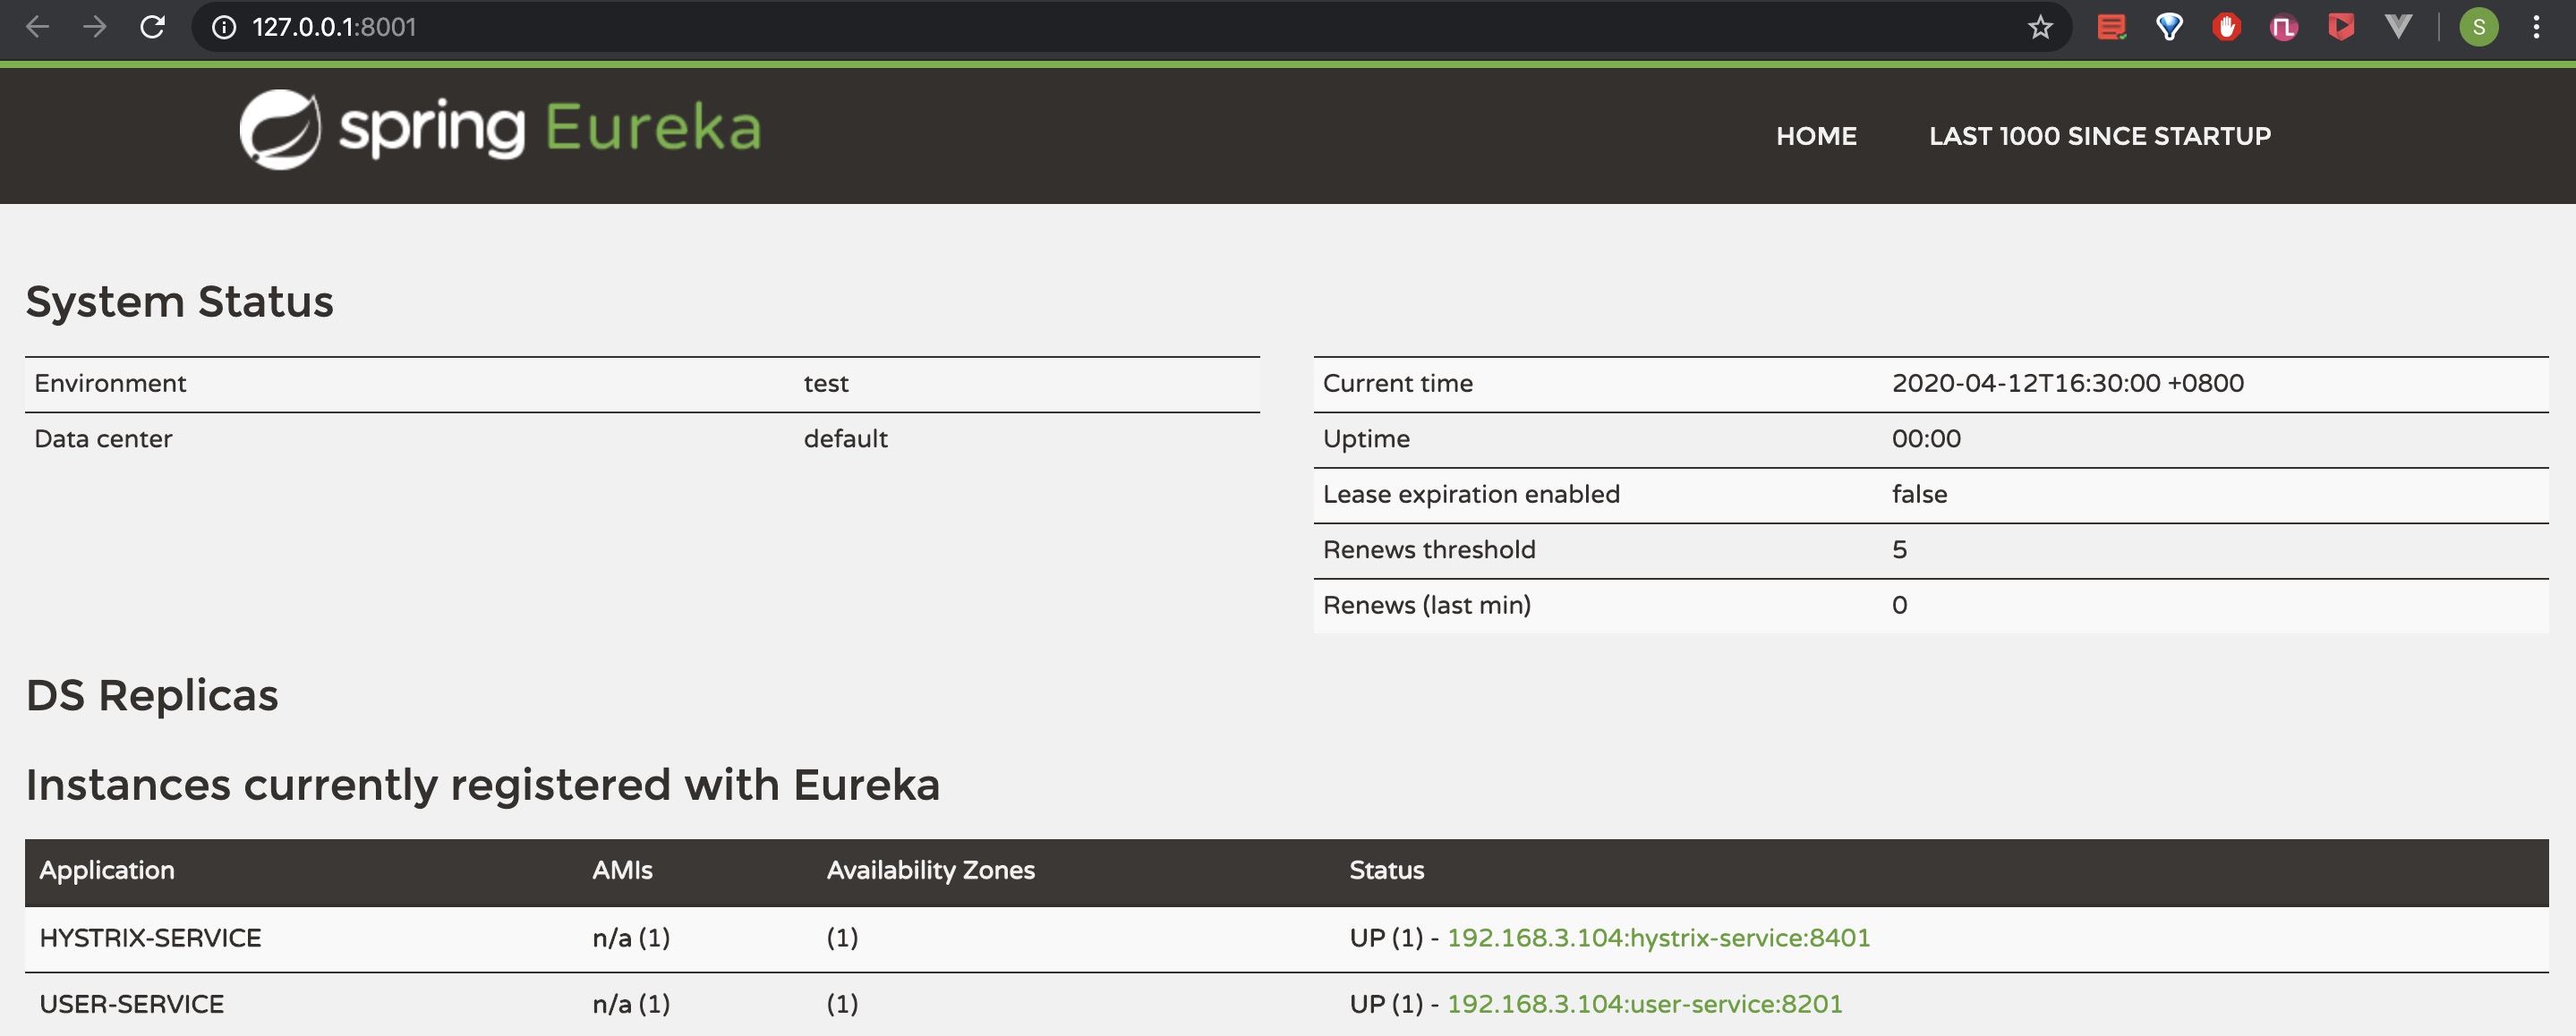 127.0.0.1:8001
S
spring Eureka
HOME LAST 1000 SINCE STARTUP
System Status
Environment test
Data center default
Current time 2020-04-12T16:30:00 +0800
Uptime 00:00
Lease expiration enabled false
Renews threshold 5
Renews (last min) 0
DS Replicas
Instances currently registered with Eureka
Application AMIs Availability Zones Status
HYSTRIX-SERVICE n/a (1) (1) UP (1) - 192.168.3.104:hystrix-service:8401
USER-SERVICE n/a (1) (1) UP (1) - 192.168.3.104:user-service:8201